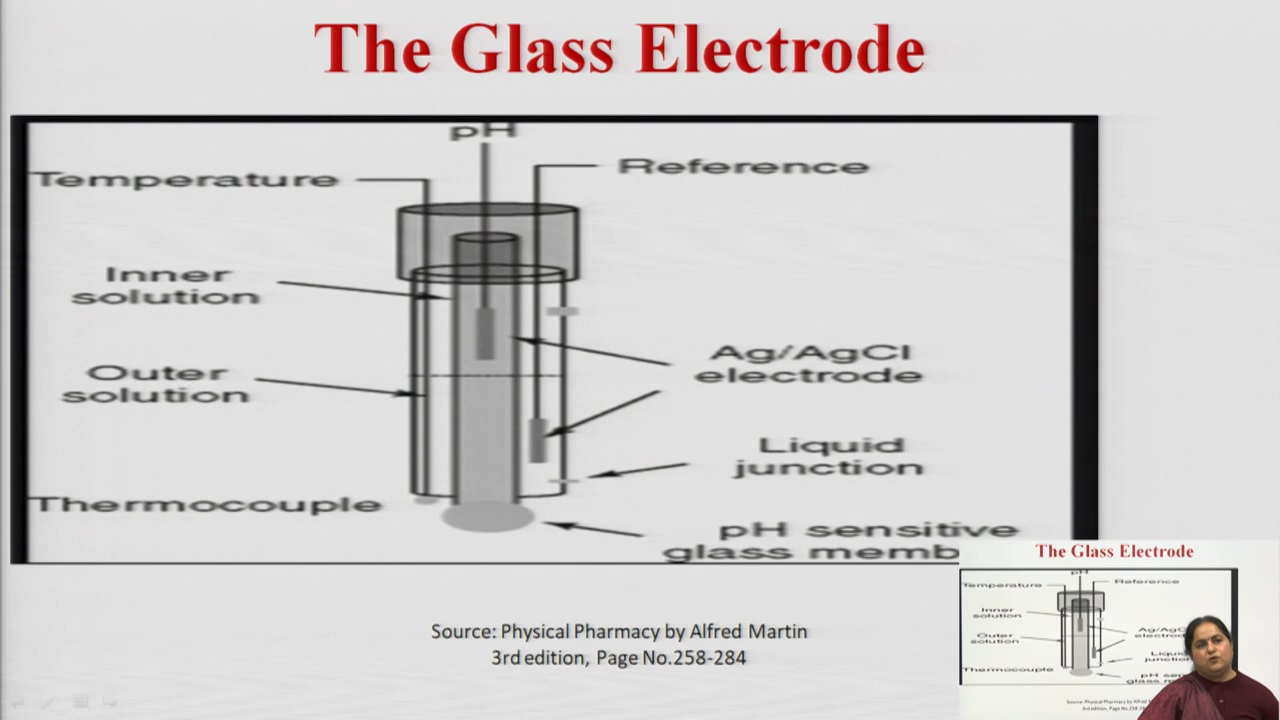 The Glass Electrode
pH
Temperature
Reference
Inner
solution
Ag/AgCl
electrode
Outer
solution
Liquid
junction
Thermocouple
pH sensitive
glass
Source: Physical Pharmacy by Alfred Martin
3rd edition, Page No.258-284
The Glass Electrode
pH
Temperature
Reference
Inner
solution
Outer
solution
Thermocouple